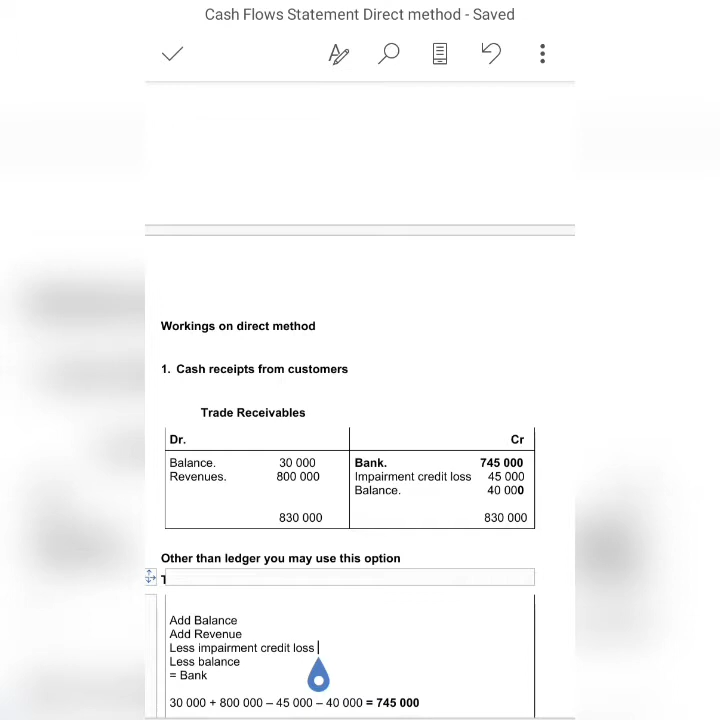 Cash Flows Statement Direct method - Saved
Workings on direct method
1. Cash receipts from customers
Trade Receivables
Dr. Cr
Balance. 30 000 Bank. 745 000
Revenues. 800 000 Impairment credit loss 45 000
Balance. 40 000
830 000 830 000
Other than ledger you may use this option
Add Balance
Add Revenue
Less impairment credit loss
Less balance
= Bank
30 000 + 800 000 – 45 000 – 40 000 = 745 000